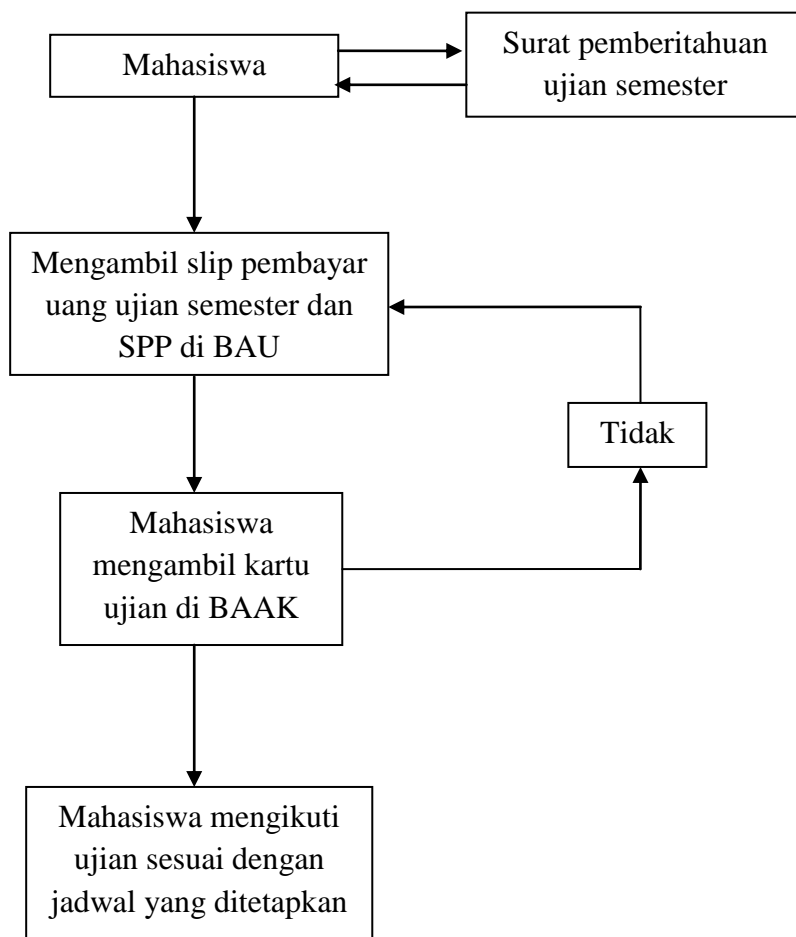 Mahasiswa
Surat pemberitahuan
ujian semester
Mengambil slip pembayar
uang ujian semester dan
SPP di BAU
Tidak
Mahasiswa
mengambil kartu
ujian di BAAK
Mahasiswa mengikuti
ujian sesuai dengan
jadwal yang ditetapkan